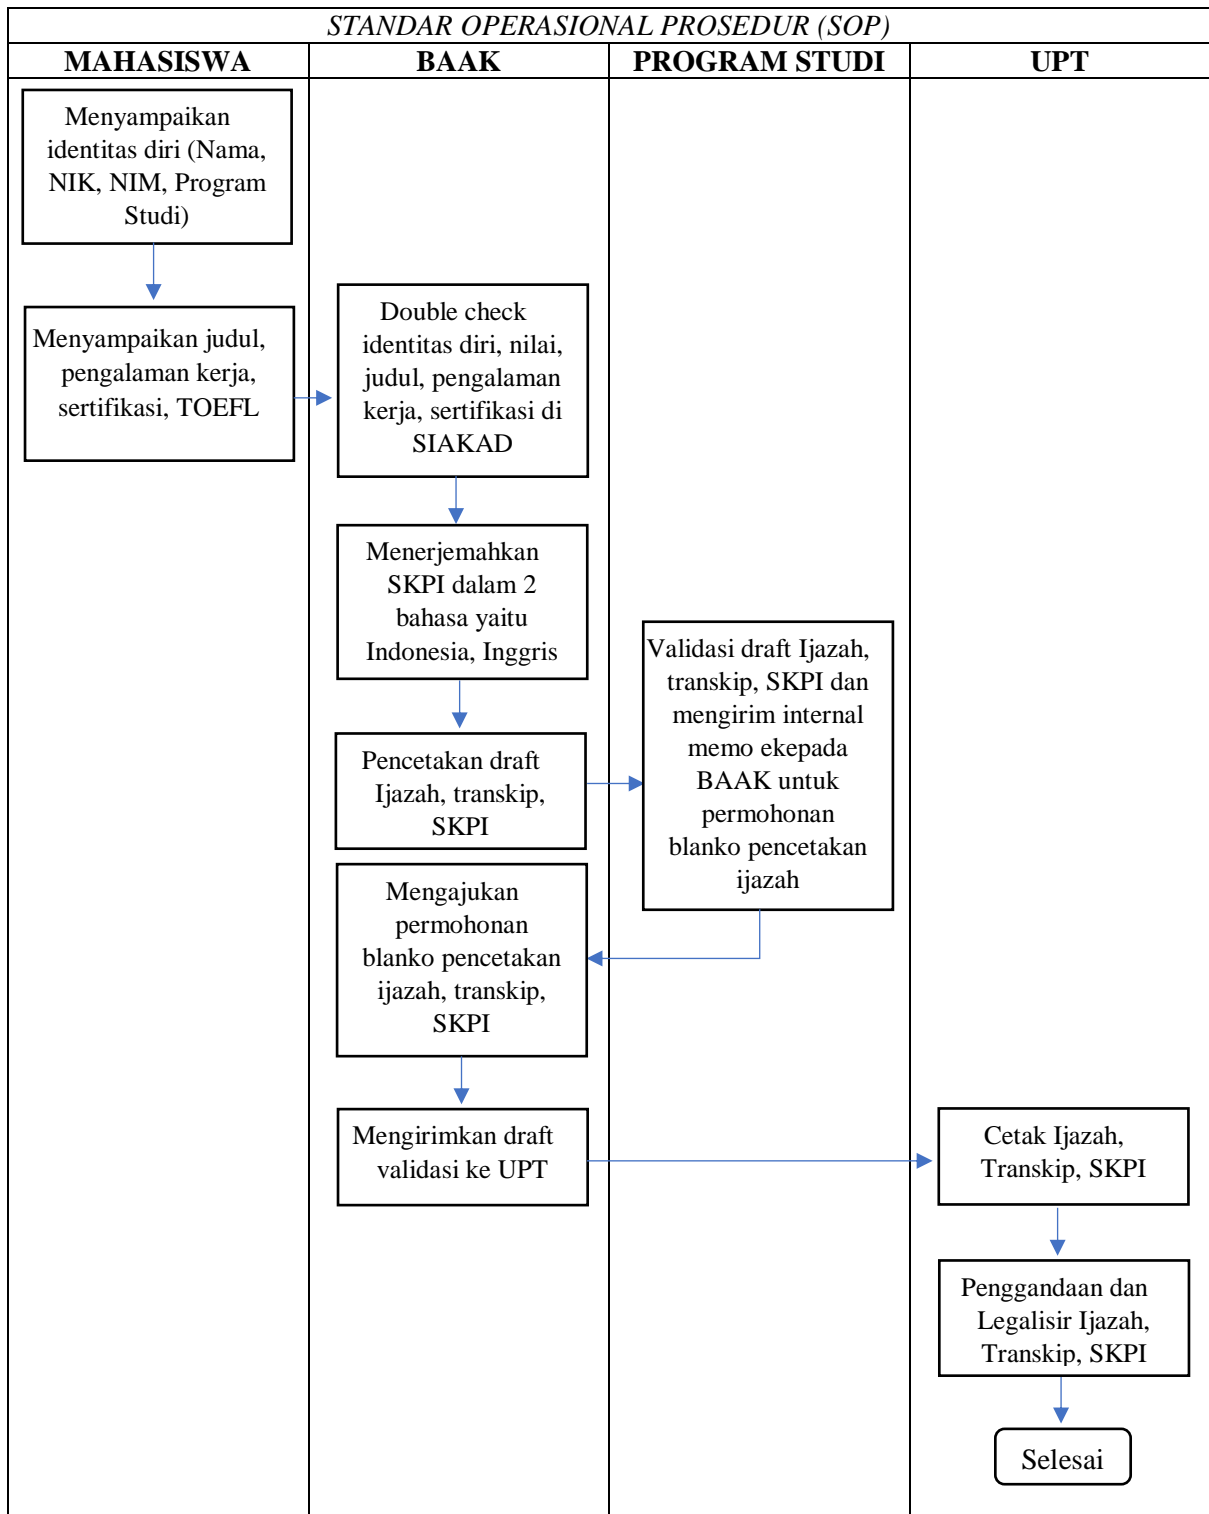 STANDAR OPERASIONAL PROSEDUR (SOP)
MAHASISWA
BAAK
PROGRAM STUDI
UPT
Menyampaikan
identitas diri (Nama,
NIK, NIM, Program
Studi)
Menyampaikan judul,
pengalaman kerja,
sertifikasi, TOEFL
Double check
identitas diri, nilai,
judul, pengalaman
kerja, sertifikasi di
SIAKAD
Menerjemahkan
SKPI dalam 2
bahasa yaitu
Indonesia, Inggris
Pencetakan draft
Ijazah, transkip,
SKPI
Validasi draft Ijazah,
transkip, SKPI dan
mengirim internal
memo ekepada
BAAK untuk
permohonan
blanko pencetakan
ijazah
Mengajukan
permohonan
blanko pencetakan
ijazah, transkip,
SKPI
Mengirimkan draft
validasi ke UPT
Cetak Ijazah,
Transkip, SKPI
Penggandaan dan
Legalisir Ijazah,
Transkip, SKPI
Selesai